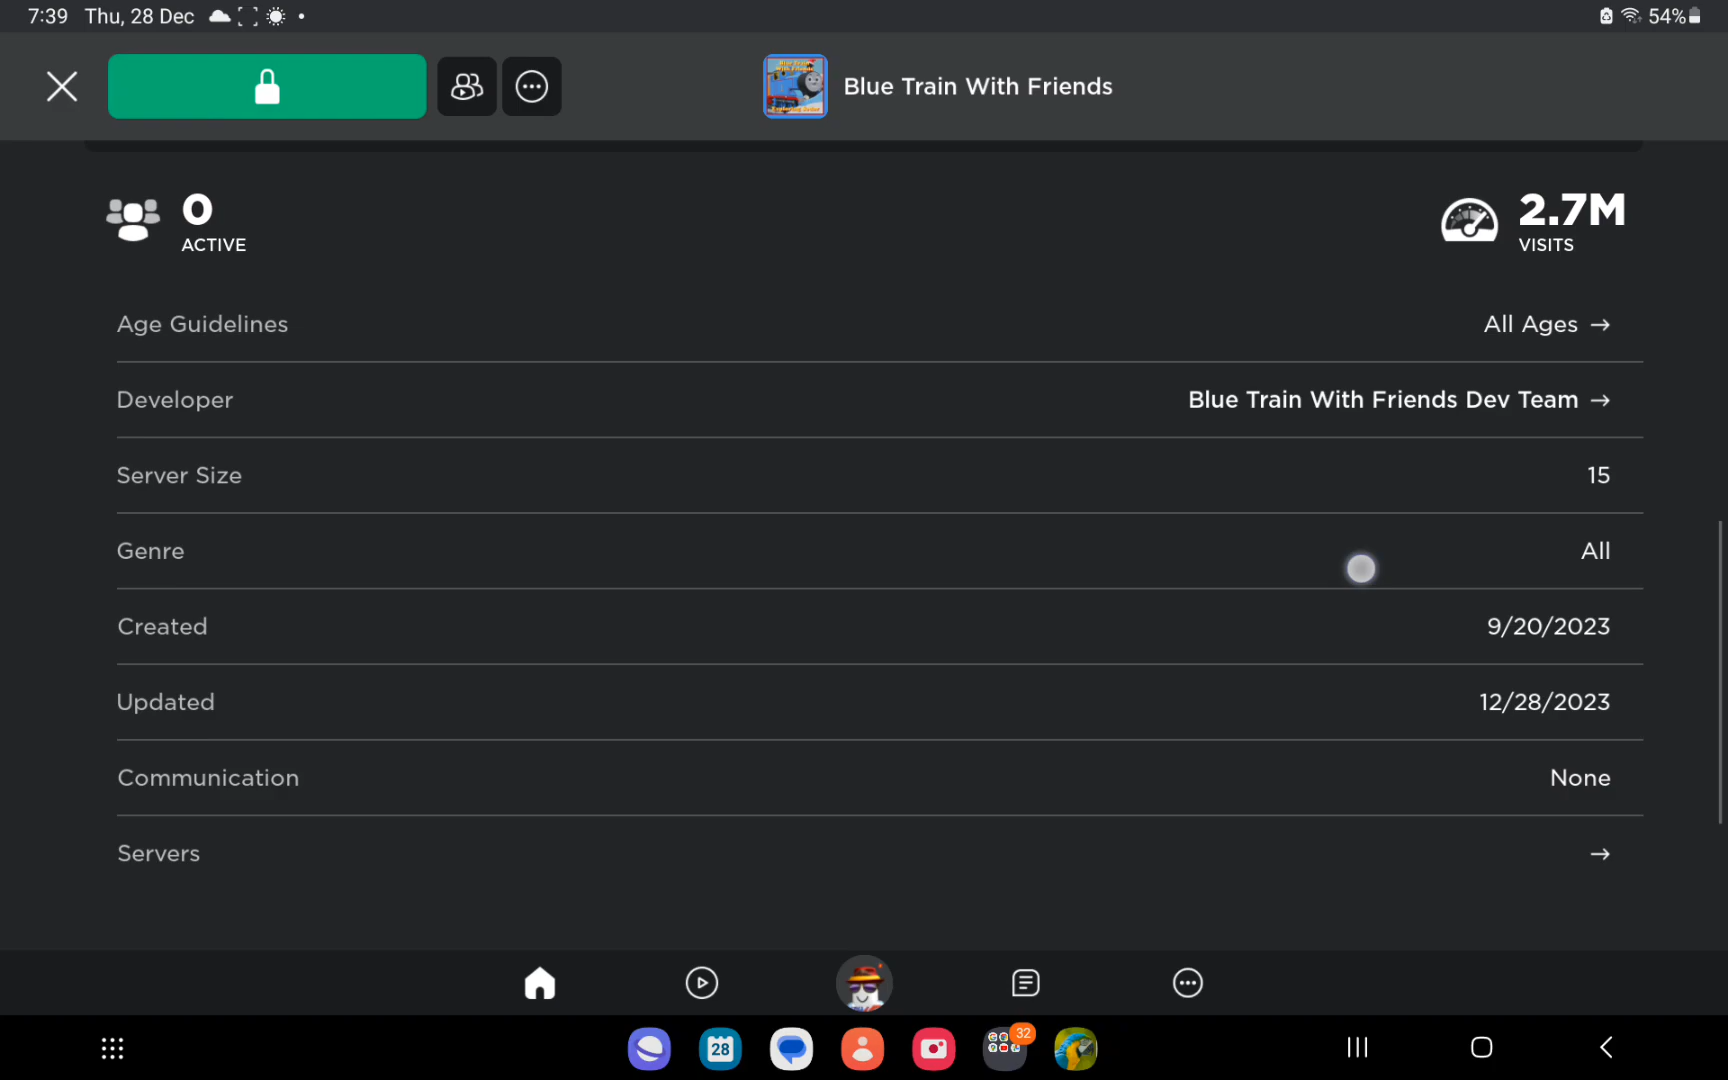 7:39 Thu, 28 Dec
54%
Blue Train With Friends
0
ACTIVE
2.7M
VISITS
Age Guidelines
All Ages →
Developer
Blue Train With Friends Dev Team →
Server Size
15
Genre
All
Created
9/20/2023
Updated
12/28/2023
Communication
None
Servers
→
28
32